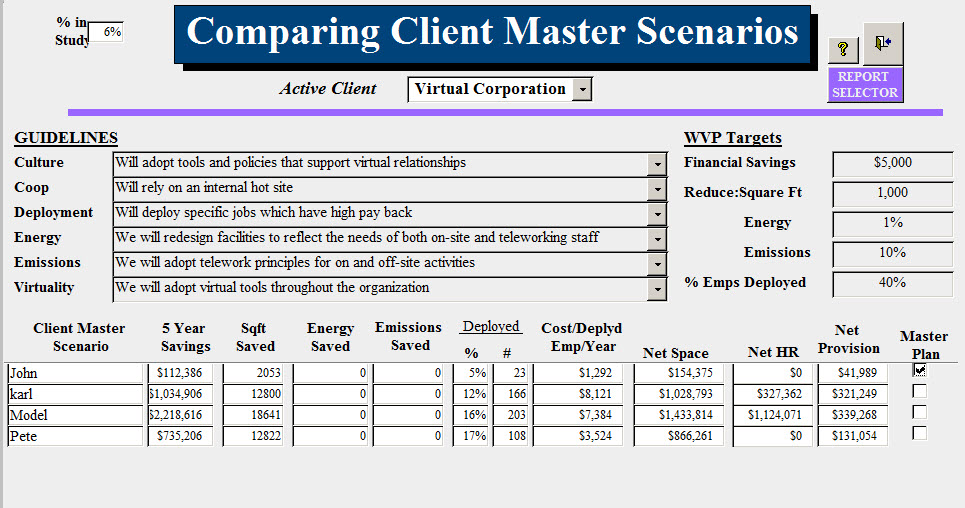 % in Study 6%
Comparing Client Master Scenarios
?
REPORT SELECTOR
Active Client Virtual Corporation
GUIDELINES
Culture Will adopt tools and policies that support virtual relationships
Coop Will rely on an internal hot site
Deployment Will deploy specific jobs which have high pay back
Energy We will redesign facilities to reflect the needs of both on-site and teleworking staff
Emissions We will adopt telework principles for on and off-site activities
Virtuality We will adopt virtual tools throughout the organization
WVP Targets
Financial Savings $5,000
Reduce:Square Ft 1,000
Energy 1%
Emissions 10%
% Emps Deployed 40%
Client Master Scenario 5 Year Savings Sqft Saved Energy Saved Emissions Saved Deployed % # Cost/Deplyd Emp/Year Net Space Net HR Net Provision Master Plan
John $112,386 2053 0 0 5% 23 $1,292 $154,375 $0 $41,989
karl $1,034,906 12800 0 0 12% 166 $8,121 $1,028,793 $327,362 $321,249
Model $2,218,616 18641 0 0 16% 203 $7,384 $1,433,814 $1,124,071 $339,268
Pete $735,206 12822 0 0 17% 108 $3,524 $866,261 $0 $131,054